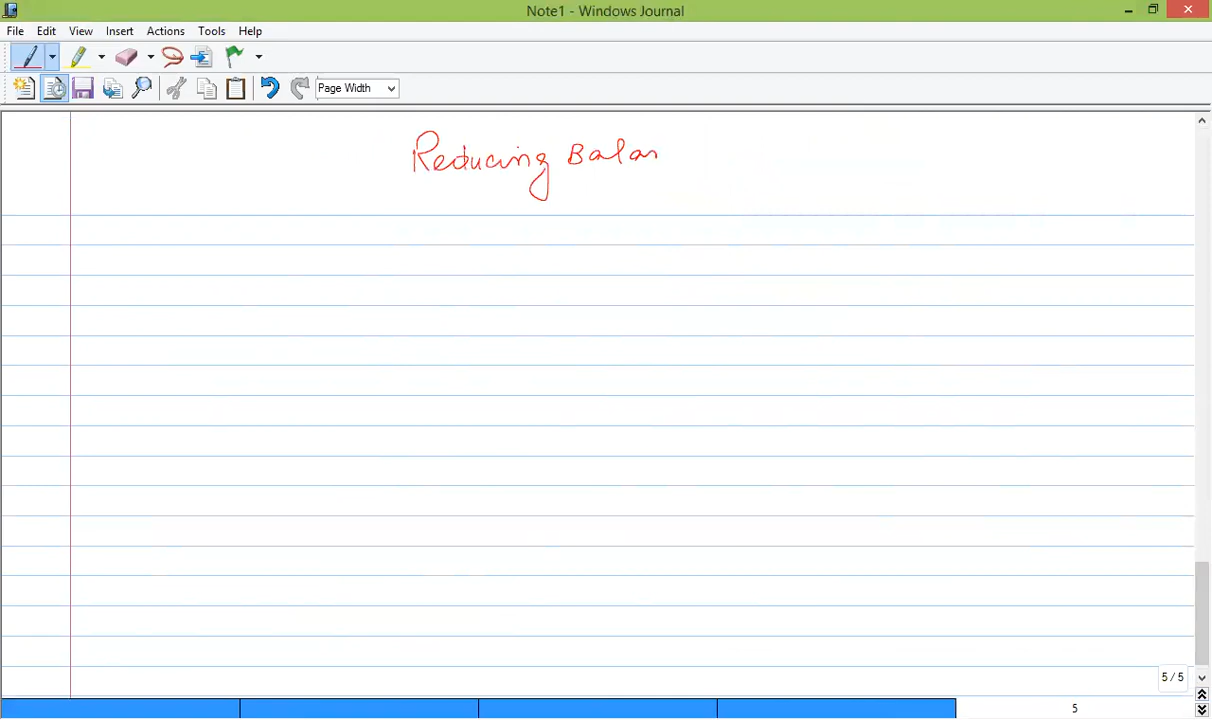 Note1 - Windows Journal
File Edit View Insert Actions Tools Help
Page Width
Reducing Balan
5 / 5
5